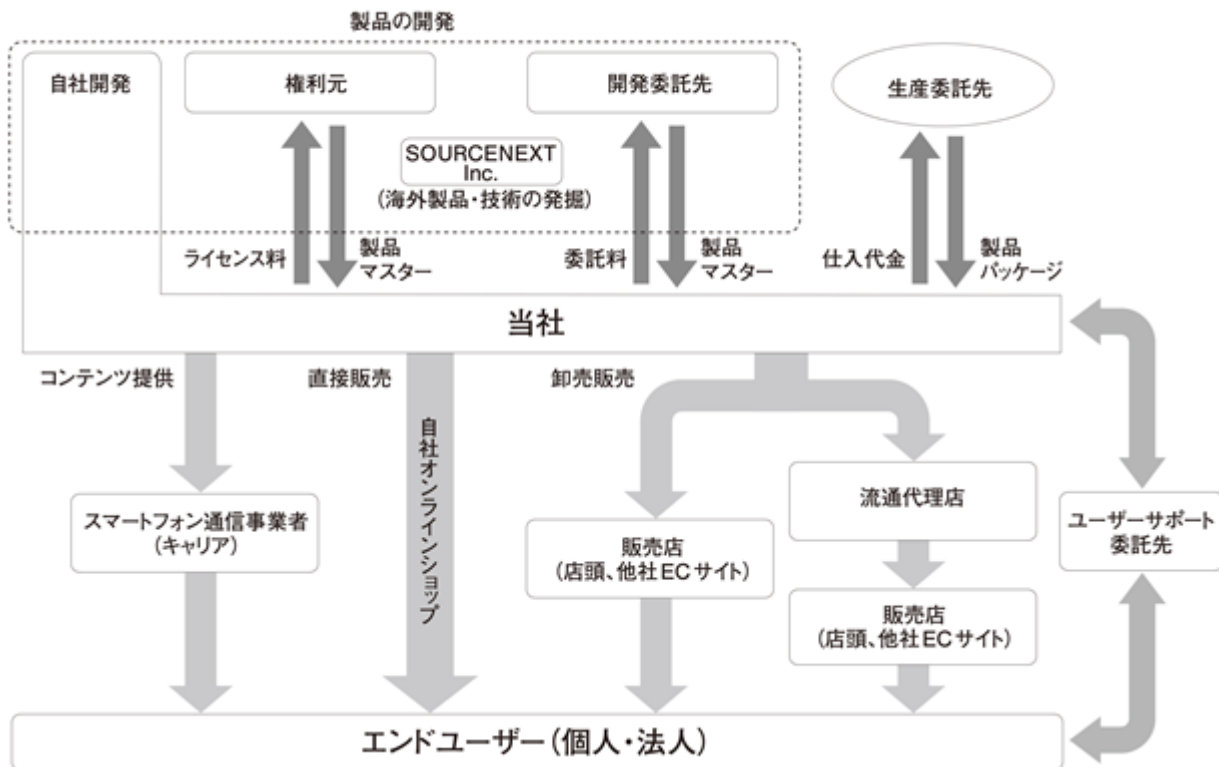 製品の開発
自社開発
権利元
開発委託先
生産委託先
SOURCENEXT
Inc.
(海外製品・技術の発掘)
ライセンス料
製品
マスター
委託料
製品
マスター
仕入代金
製品
パッケージ
当社
コンテンツ提供
直接販売
卸売販売
自社オンラインショップ
スマートフォン通信事業者
(キャリア)
販売店
(店頭、他社ECサイト)
流通代理店
販売店
(店頭、他社ECサイト)
ユーザーサポート
委託先
エンドユーザー(個人・法人)